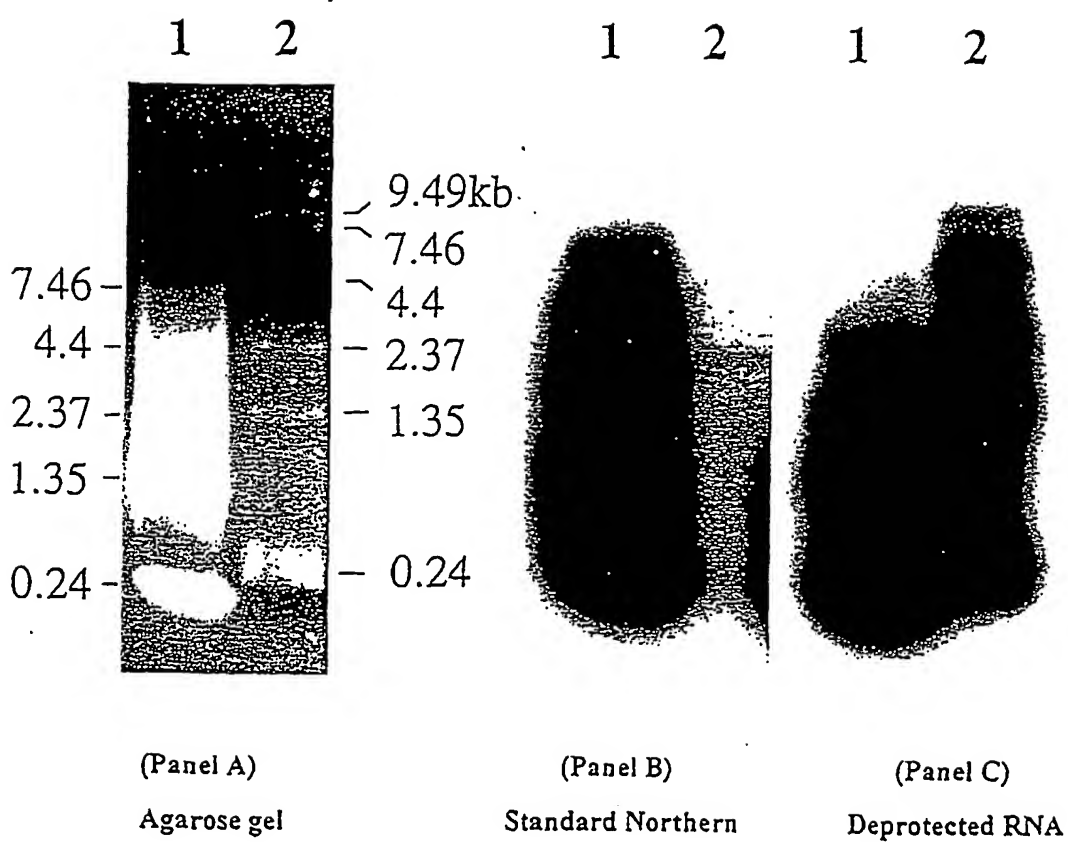 1 2
1 2
1 2
9.49kb
7.46
4.4
2.37
1.35
0.24
7.46
4.4
2.37
1.35
0.24
(Panel A)
Agarose gel
(Panel B)
Standard Northern
(Panel C)
Deprotected RNA